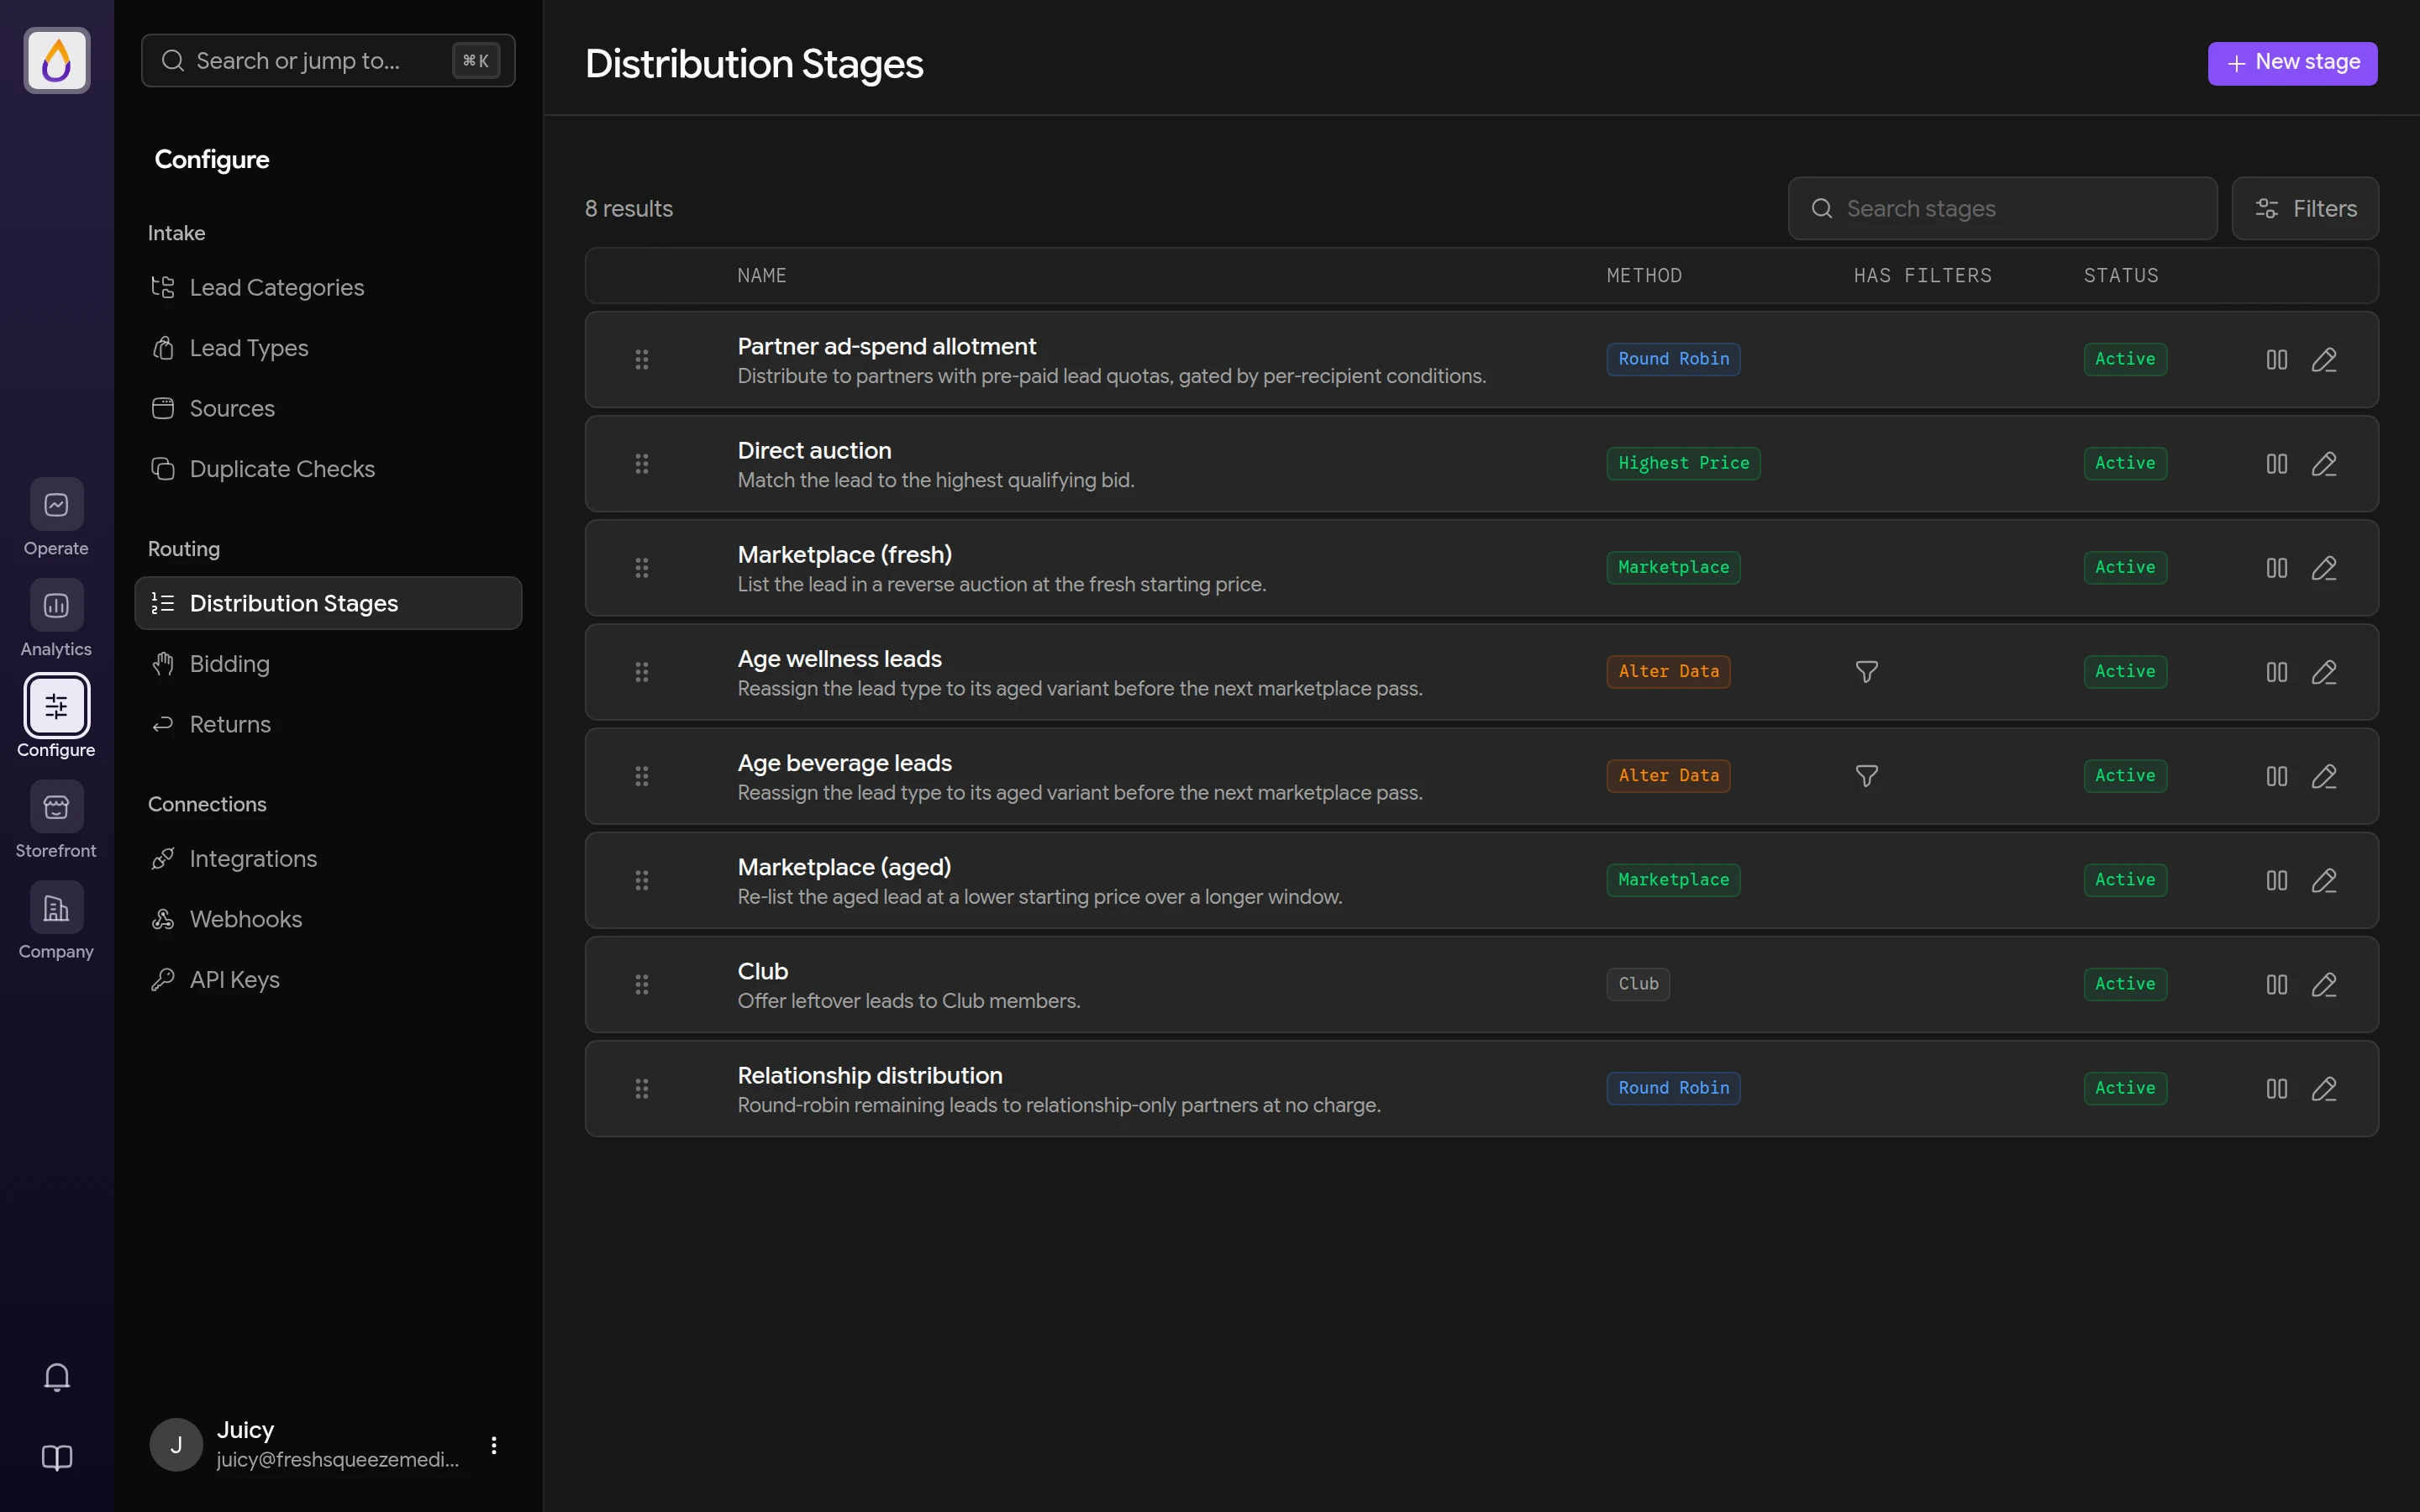 Search or jump to...
⌘K
Configure
Intake
Lead Categories
Lead Types
Sources
Duplicate Checks
Routing
Distribution Stages
Bidding
Returns
Connections
Integrations
Webhooks
API Keys
Operate
Analytics
Configure
Storefront
Company
J
Juicy
juicy@freshsqueezemedi...
Distribution Stages
New stage
8 results
Search stages
Filters
NAME METHOD HAS FILTERS STATUS
Partner ad-spend allotment
Distribute to partners with pre-paid lead quotas, gated by per-recipient conditions.
Round Robin
Active
Direct auction
Match the lead to the highest qualifying bid.
Highest Price
Active
Marketplace (fresh)
List the lead in a reverse auction at the fresh starting price.
Marketplace
Active
Age wellness leads
Reassign the lead type to its aged variant before the next marketplace pass.
Alter Data
Active
Age beverage leads
Reassign the lead type to its aged variant before the next marketplace pass.
Alter Data
Active
Marketplace (aged)
Re-list the aged lead at a lower starting price over a longer window.
Marketplace
Active
Club
Offer leftover leads to Club members.
Club
Active
Relationship distribution
Round-robin remaining leads to relationship-only partners at no charge.
Round Robin
Active